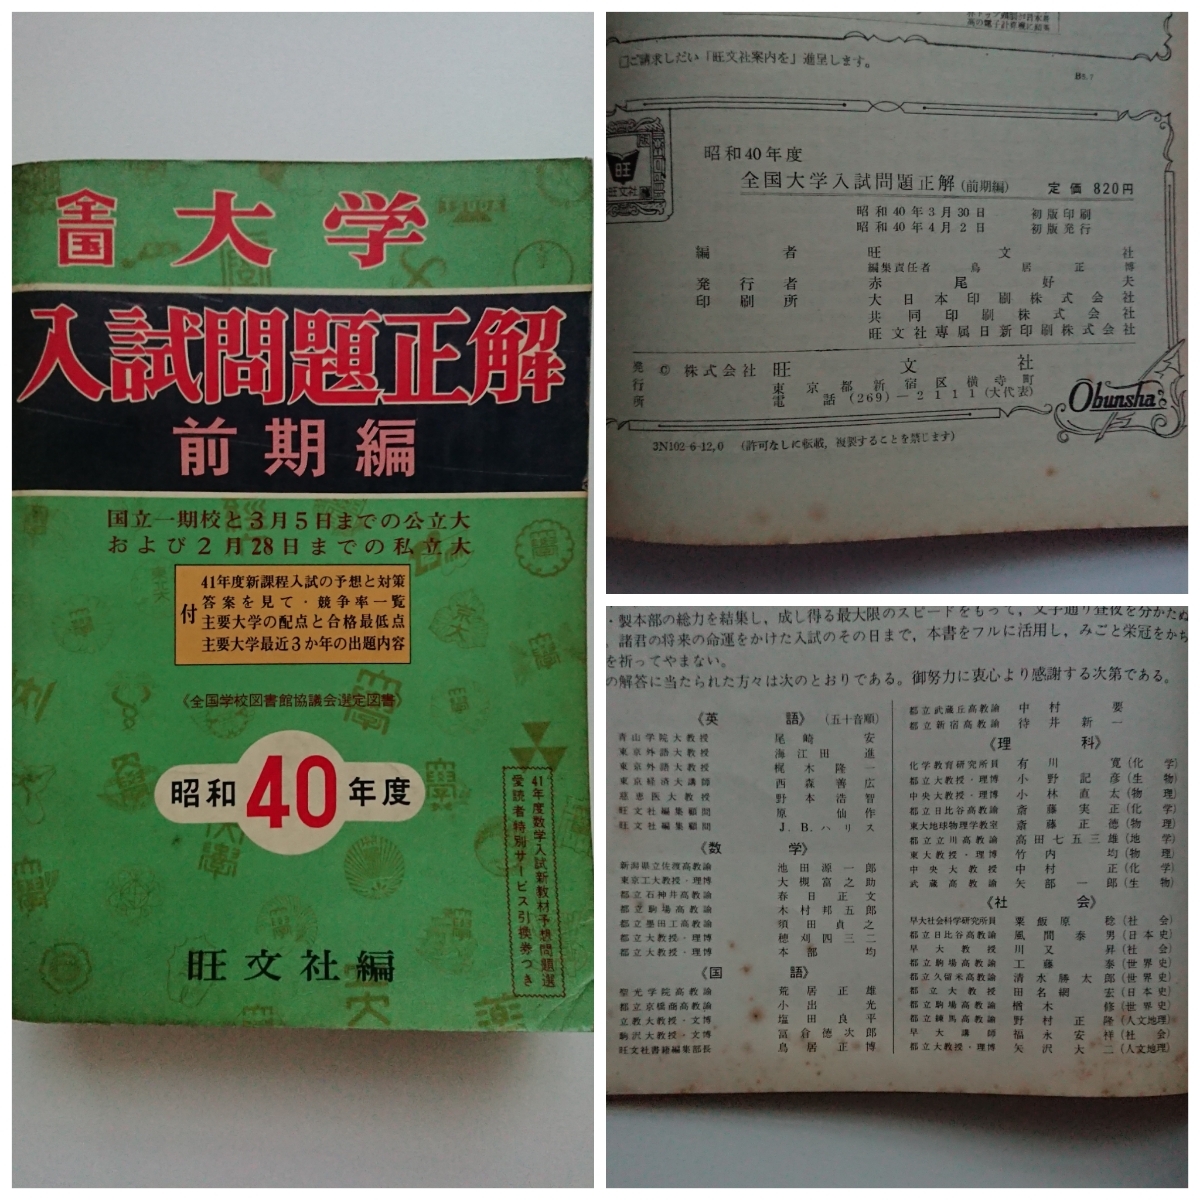 全国 大学
入試問題正解
前期編
国立一期校と3月5日までの公立大
および2月28日までの私立大
付
41年度新課程入試の予想と対策
答案を見て・競争率一覧
主要大学の配点と合格最低点
主要大学最近3か年の出題内容
《全国学校図書館協議会選定図書》
昭和40年度
41年度数学入試新教材予想問題選
愛読者特別サービス引換券つき
旺文社編
□ご請求しだい「旺文社案内を」進呈します。
B5.7
旺文社
昭和40年度
全国大学入試問題正解(前期編) 定価 820円
昭和40年3月30日 初版印刷
昭和40年4月2日 初版発行
編者 旺文社
編集責任者 鳥居正博
発行者 赤尾好夫
印刷所 大日本印刷株式会社
共同印刷株式会社
旺文社専属日新印刷株式会社
発行所 © 株式会社 旺文社
東京都新宿区横寺町
電話(269)―2111(大代表)
Obunsha
3N102・6・12,0 (許可なしに転載,複製することを禁じます)
・製本部の総力を結集し,成し得る最大限のスピードをもって,文字通り昼夜を分かたぬ
諸君の将来の命運をかけた入試のその日まで,本書をフルに活用し,みごと栄冠をかち
を祈ってやまない。
の解答に当たられた方々は次のとおりである。御努力に衷心より感謝する次第である。
《英語》(五十音順)
青山学院大教授 尾崎安
東京外語大教授 海江田進
東京外語大教授 梶木隆一
東京経済大講師 西森善広
慈恵医大教授 野本浩智
旺文社編集顧問 原仙作
旺文社編集顧問 J.B.ハリス
《数学》
新潟県立佐渡高教諭 池田源一郎
東京工大教授・理博 大槻富之助
都立石神井高教諭 春日正文
都立駒場高教諭 木村邦五郎
都立墨田工高教諭 須田貞之
都立大教授・理博 穂刈四三二
都立大教授・理博 本部均
《国語》
聖光学院高教諭 荒居正雄
都立京橋商高教諭 小出光
立教大教授・文博 塩田良平
駒沢大教授・文博 冨倉徳次郎
旺文社書籍編集部長 鳥居正博
都立武蔵丘高教諭 中村要
都立新宿高教諭 待井新一
《理科》
化学教育研究所員 有川寛(化学)
都立大教授・理博 小野記彦(生物)
中央大教授・理博 小林直太(物理)
都立日比谷高教諭 斎藤実正(化学)
東大地球物理学教室 斎藤正徳(物理)
都立立川高教諭 高田七五三雄(地学)
東大教授・理博 竹内均(物理)
中央大教授 中村正(化学)
武蔵高教諭 矢部一郎(生物)
《社会》
早大社会科学研究所員 粟飯原稔(社会)
都立日比谷高教諭 風間泰男(日本史)
早大教授 川又昇(社会)
都立駒場高教諭 工藤泰(世界史)
都立久留米高教諭 清水勝太郎(世界史)
都立大教授 田名網宏(日本史)
都立駒場高教諭 楢木修(世界史)
都立練馬高教諭 野村正隆(人文地理)
早大講師 福永安祥(社会)
都立大教授・理博 矢沢大二(人文地理)